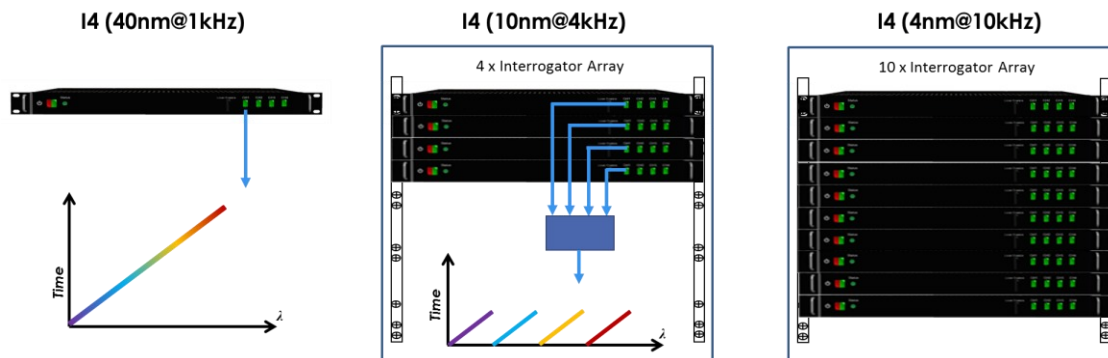 I4 (40nm@1kHz)
Time
λ
I4 (10nm@4kHz)
4 x Interrogator Array
Time
λ
I4 (4nm@10kHz)
10 x Interrogator Array